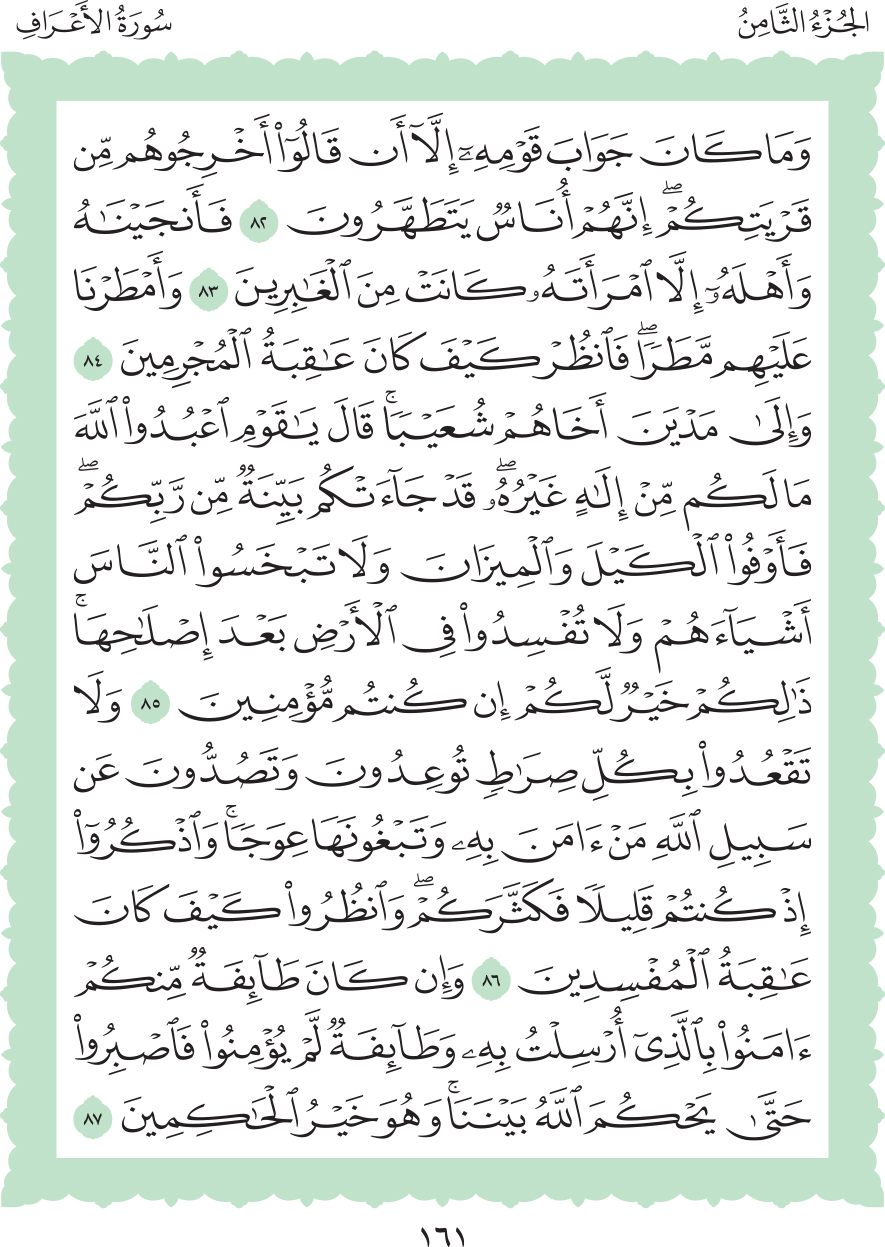 الجُزْءُ الثَّامِنُ
سُورَةُ الأَعْرَافِ
وَمَا كَانَ جَوَابَ قَوْمِهِۦٓ إِلَّآ أَن قَالُوٓا۟ أَخْرِجُوهُم مِّن
قَرْيَتِكُمْ ۖ إِنَّهُمْ أُنَاسٌ يَتَطَهَّرُونَ ٨٢ فَأَنجَيْنَـٰهُ
وَأَهْلَهُۥٓ إِلَّا ٱمْرَأَتَهُۥ كَانَتْ مِنَ ٱلْغَـٰبِرِينَ ٨٣ وَأَمْطَرْنَا
عَلَيْهِم مَّطَرًا ۖ فَٱنظُرْ كَيْفَ كَانَ عَـٰقِبَةُ ٱلْمُجْرِمِينَ ٨٤
وَإِلَىٰ مَدْيَنَ أَخَاهُمْ شُعَيْبًا ۚ قَالَ يَـٰقَوْمِ ٱعْبُدُوا۟ ٱللَّهَ
مَا لَكُم مِّنْ إِلَـٰهٍ غَيْرُهُۥ ۖ قَدْ جَآءَتْكُم بَيِّنَةٌ مِّن رَّبِّكُمْ ۖ
فَأَوْفُوا۟ ٱلْكَيْلَ وَٱلْمِيزَانَ وَلَا تَبْخَسُوا۟ ٱلنَّاسَ
أَشْيَآءَهُمْ وَلَا تُفْسِدُوا۟ فِى ٱلْأَرْضِ بَعْدَ إِصْلَـٰحِهَا ۚ
ذَٰلِكُمْ خَيْرٌ لَّكُمْ إِن كُنتُم مُّؤْمِنِينَ ٨٥ وَلَا
تَقْعُدُوا۟ بِكُلِّ صِرَٰطٍ تُوعِدُونَ وَتَصُدُّونَ عَن
سَبِيلِ ٱللَّهِ مَنْ ءَامَنَ بِهِۦ وَتَبْغُونَهَا عِوَجًا ۚ وَٱذْكُرُوٓا۟
إِذْ كُنتُمْ قَلِيلًا فَكَثَّرَكُمْ ۖ وَٱنظُرُوا۟ كَيْفَ كَانَ
عَـٰقِبَةُ ٱلْمُفْسِدِينَ ٨٦ وَإِن كَانَ طَآئِفَةٌ مِّنكُمْ
ءَامَنُوا۟ بِٱلَّذِىٓ أُرْسِلْتُ بِهِۦ وَطَآئِفَةٌ لَّمْ يُؤْمِنُوا۟ فَٱصْبِرُوا۟
حَتَّىٰ يَحْكُمَ ٱللَّهُ بَيْنَنَا ۚ وَهُوَ خَيْرُ ٱلْحَـٰكِمِينَ ٨٧
١٦١